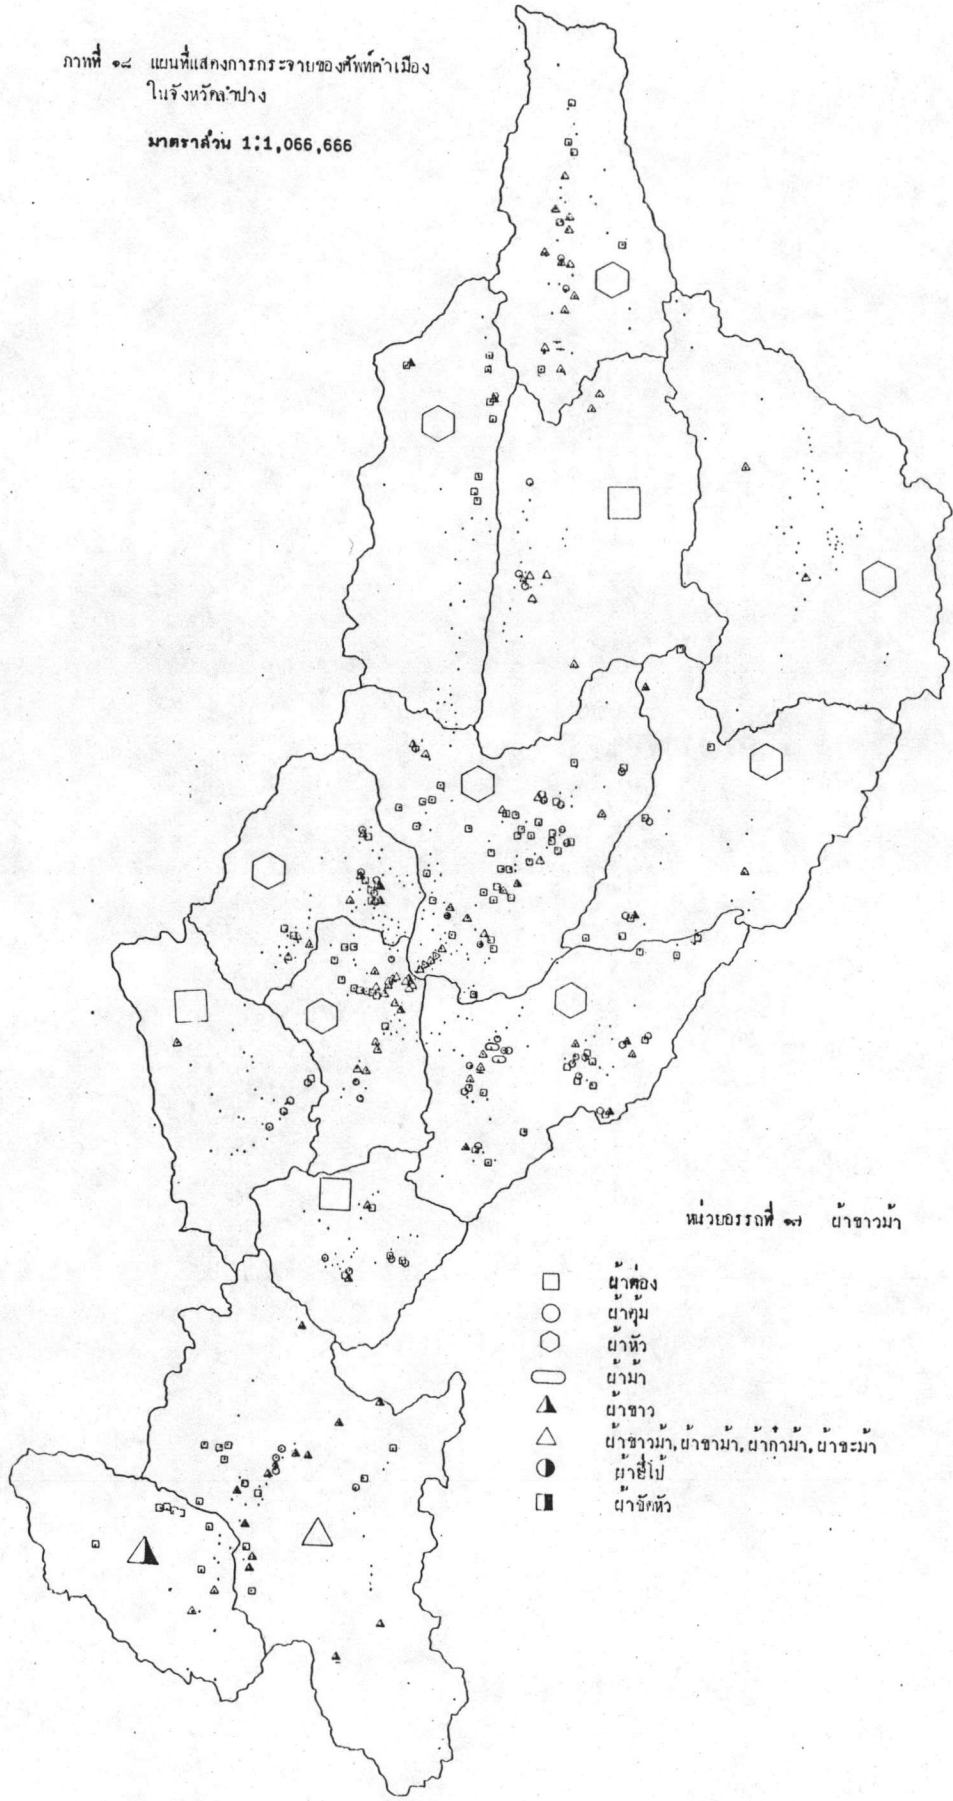 ภาพที่ ๑๘ แผนที่แสดงการกระจายของศัพท์คำเมือง
ในจังหวัดลำปาง
มาตราส่วน 1:1,066,666
หน่วยอรรถที่ ๑๗ ผ้าขาวม้า
ผ้าต่อง
ผ้าตุ้ม
ผ้าหัว
ผ้าม้า
ผ้าขาว
ผ้าขาวม้า, ผ้าขาม้า, ผ้าก๋าม้า, ผ้าขะม้า
ผ้ายี่โป้
ผ้าขัดหัว